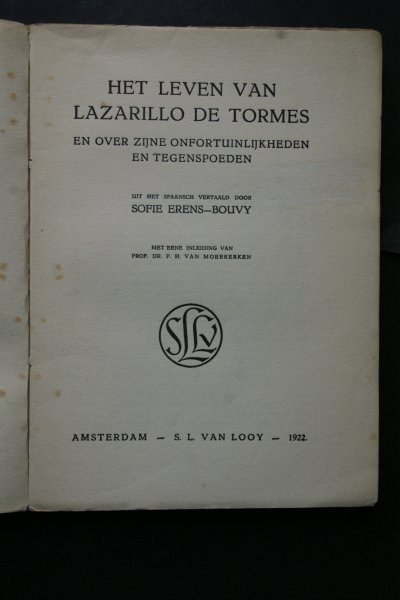 HET LEVEN VAN
LAZARILLO DE TORMES
EN OVER ZIJNE ONFORTUINLIJKHEDEN
EN TEGENSPOEDEN
UIT HET SPAANSCH VERTAALD DOOR
SOFIE ERENS—BOUVY
MET EENE INLEIDING VAN
PROF. DR. P. H. VAN MOERKERKEN
SLVL
AMSTERDAM — S. L. VAN LOOY — 1922.